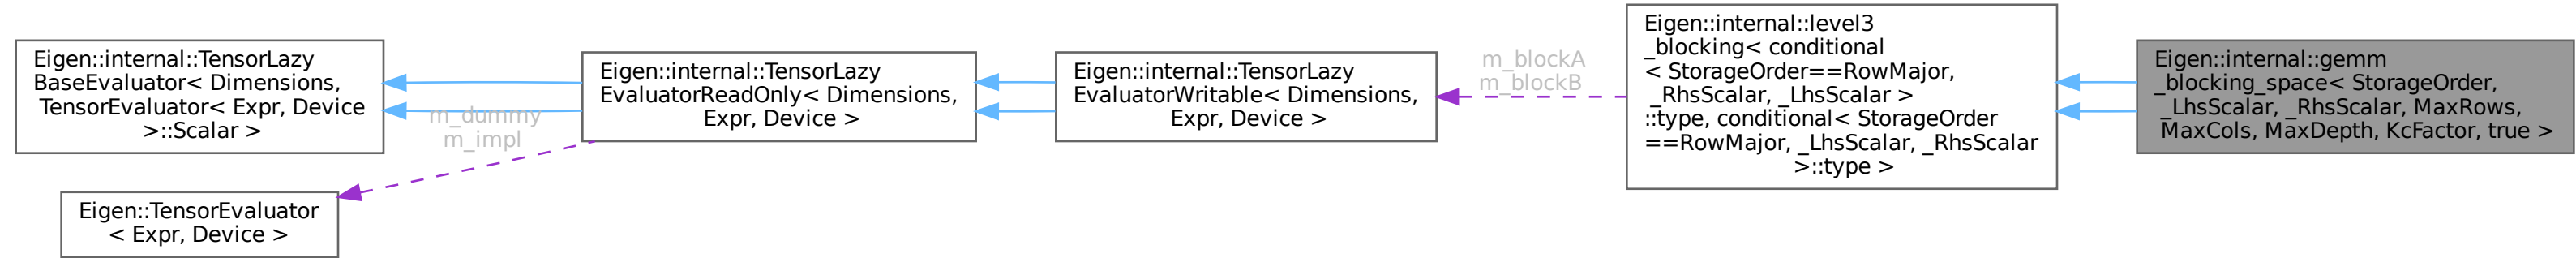 Eigen::internal::TensorLazy
BaseEvaluator< Dimensions,
TensorEvaluator< Expr, Device
>::Scalar >
m_dummy
m_impl
Eigen::TensorEvaluator
< Expr, Device >
Eigen::internal::TensorLazy
EvaluatorReadOnly< Dimensions,
Expr, Device >
Eigen::internal::TensorLazy
EvaluatorWritable< Dimensions,
Expr, Device >
m_blockA
m_blockB
Eigen::internal::level3
_blocking< conditional
< StorageOrder==RowMajor,
_RhsScalar, _LhsScalar >
::type, conditional< StorageOrder
==RowMajor, _LhsScalar, _RhsScalar
>::type >
Eigen::internal::gemm
_blocking_space< StorageOrder,
_LhsScalar, _RhsScalar, MaxRows,
MaxCols, MaxDepth, KcFactor, true >